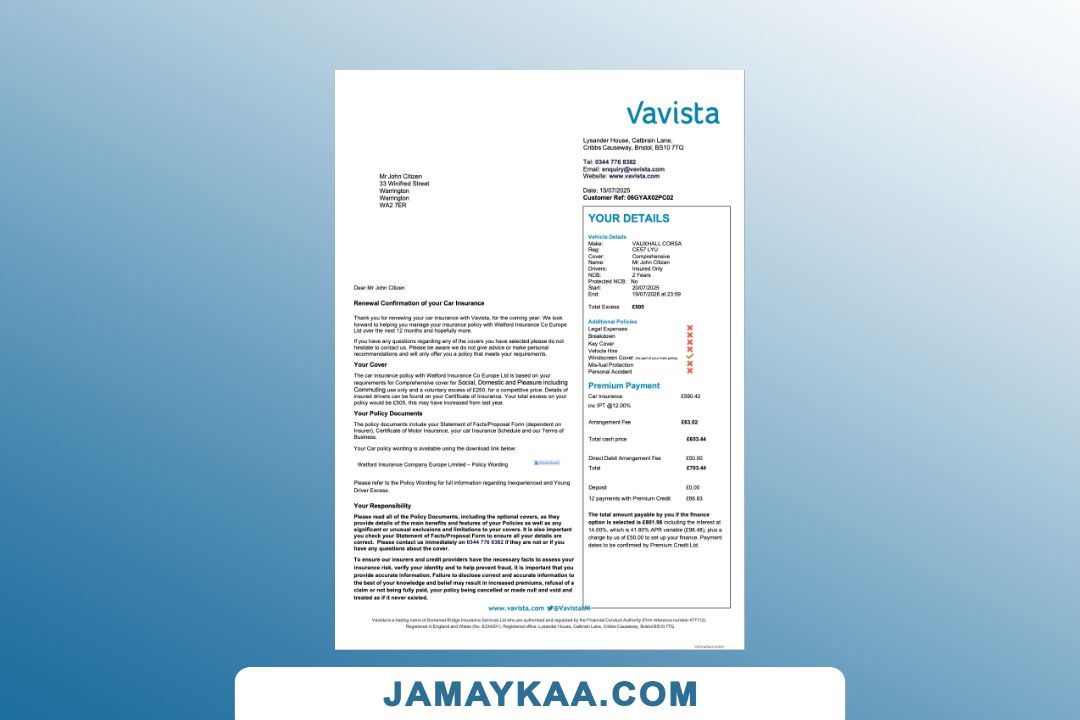 Vavista
Lysander House, Catbrain Lane,
Cribbs Causeway, Bristol, BS10 7TQ
Tel: 0344 776 8382
Email: enquiry@vavista.com
Website: www.vavista.com
Date: 15/07/2025
Customer Ref: 06GYAX02PC02
Mr John Citizen
33 Winifred Street
Warrington
Warrington
WA2 7ER
Dear Mr John Citizen
Renewal Confirmation of your Car Insurance
Thank you for renewing your car insurance with Vavista, for the coming year. We look
forward to helping you manage your insurance policy with Watford Insurance Co Europe
Ltd over the next 12 months and hopefully more.
If you have any questions regarding any of the covers you have selected please do not
hesitate to contact us. Please be aware we do not give advice or make personal
recommendations and will only offer you a policy that meets your requirements.
Your Cover
The car insurance policy with Watford Insurance Co Europe Ltd is based on your
requirements for Comprehensive cover for Social, Domestic and Pleasure including
Commuting use only and a voluntary excess of £250, for a competitive price. Details of
insured drivers can be found on your Certificate of Insurance. Your total excess on your
policy would be £505, this may have increased from last year.
Your Policy Documents
The policy documents include your Statement of Facts/Proposal Form (dependent on
Insurer), Certificate of Motor Insurance, your car Insurance Schedule and our Terms of
Business.
Your Car policy wording is available using the download link below:
Watford Insurance Company Europe Limited – Policy Wording
Download
Please refer to the Policy Wording for full information regarding Inexperienced and Young
Driver Excess.
Your Responsibility
Please read all of the Policy Documents, including the optional covers, as they
provide details of the main benefits and features of your Policies as well as any
significant or unusual exclusions and limitations to your covers. It is also important
you check your Statement of Facts/Proposal Form to ensure all your details are
correct. Please contact us immediately on 0344 776 8382 if they are not or if you
have any questions about the cover.
To ensure our insurers and credit providers have the necessary facts to assess your
insurance risk, verify your identity and to help prevent fraud, it is important that you
provide accurate information. Failure to disclose correct and accurate information to
the best of your knowledge and belief may result in increased premiums, refusal of a
claim or not being fully paid, your policy being cancelled or made null and void and
treated as if it never existed.
YOUR DETAILS
Vehicle Details
Make: VAUXHALL CORSA
Reg: CE57 LYU
Cover: Comprehensive
Name: Mr John Citizen
Drivers: Insured Only
NCB: 2 Years
Protected NCB: No
Start: 20/07/2025
End: 19/07/2026 at 23:59
Total Excess £505
Additional Policies
Legal Expenses
Breakdown
Key Cover
Vehicle Hire
Windscreen Cover (As part of your main policy)
Mis-fuel Protection
Personal Accident
Premium Payment
Car Insurance £590.42
inc IPT @12.00%
Arrangement Fee £63.02
Total cash price £653.44
Direct Debit Arrangement Fee £50.00
Total £703.44
Deposit £0.00
12 payments with Premium Credit £66.83
The total amount payable by you if the finance
option is selected is £801.96 including the interest at
14.00%, which is 41.80% APR variable (£98.48), plus a
charge by us of £50.00 to set up your finance. Payment
dates to be confirmed by Premium Credit Ltd.
www.vavista.com @VavistaUK
Vavista is a trading name of Somerset Bridge Insurance Services Ltd who are authorised and regulated by the Financial Conduct Authority (Firm reference number 477112).
Registered in England and Wales (No. 6334001). Registered office: Lysander House, Catbrain Lane, Cribbs Causeway, Bristol BS10 7TQ
JAMAYKAA.COM